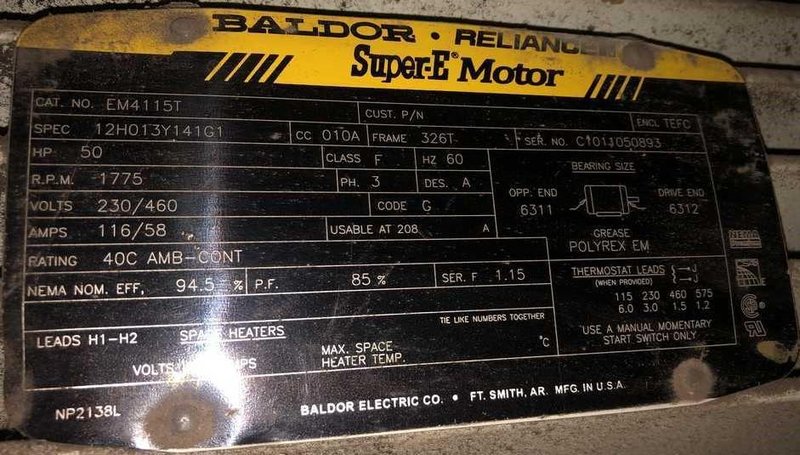 BALDOR • RELIANCE
Super-E® Motor
CAT. NO. EM4115T CUST. P/N ENCL TEFC
SPEC 12H013Y141G1 CC 010A FRAME 326T SER. NO. C1011050893
HP 50 CLASS F HZ 60
R.P.M. 1775 PH. 3 DES. A
VOLTS 230/460 CODE G
AMPS 116/58 USABLE AT 208 A
RATING 40C AMB-CONT
NEMA NOM. EFF. 94.5 % P.F. 85 % SER. F 1.15
BEARING SIZE
OPP. END DRIVE END
6311 6312
GREASE
POLYREX EM
THERMOSTAT LEADS J J
(WHEN PROVIDED)
115 230 460 575
6.0 3.0 1.5 1.2
USE A MANUAL MOMENTARY
START SWITCH ONLY
TIE LIKE NUMBERS TOGETHER
LEADS H1-H2 SPACE HEATERS
VOLTS MAX. SPACE °C
HEATER TEMP.
NP2138L BALDOR ELECTRIC CO. • FT. SMITH, AR. MFG. IN U.S.A.
NEMA